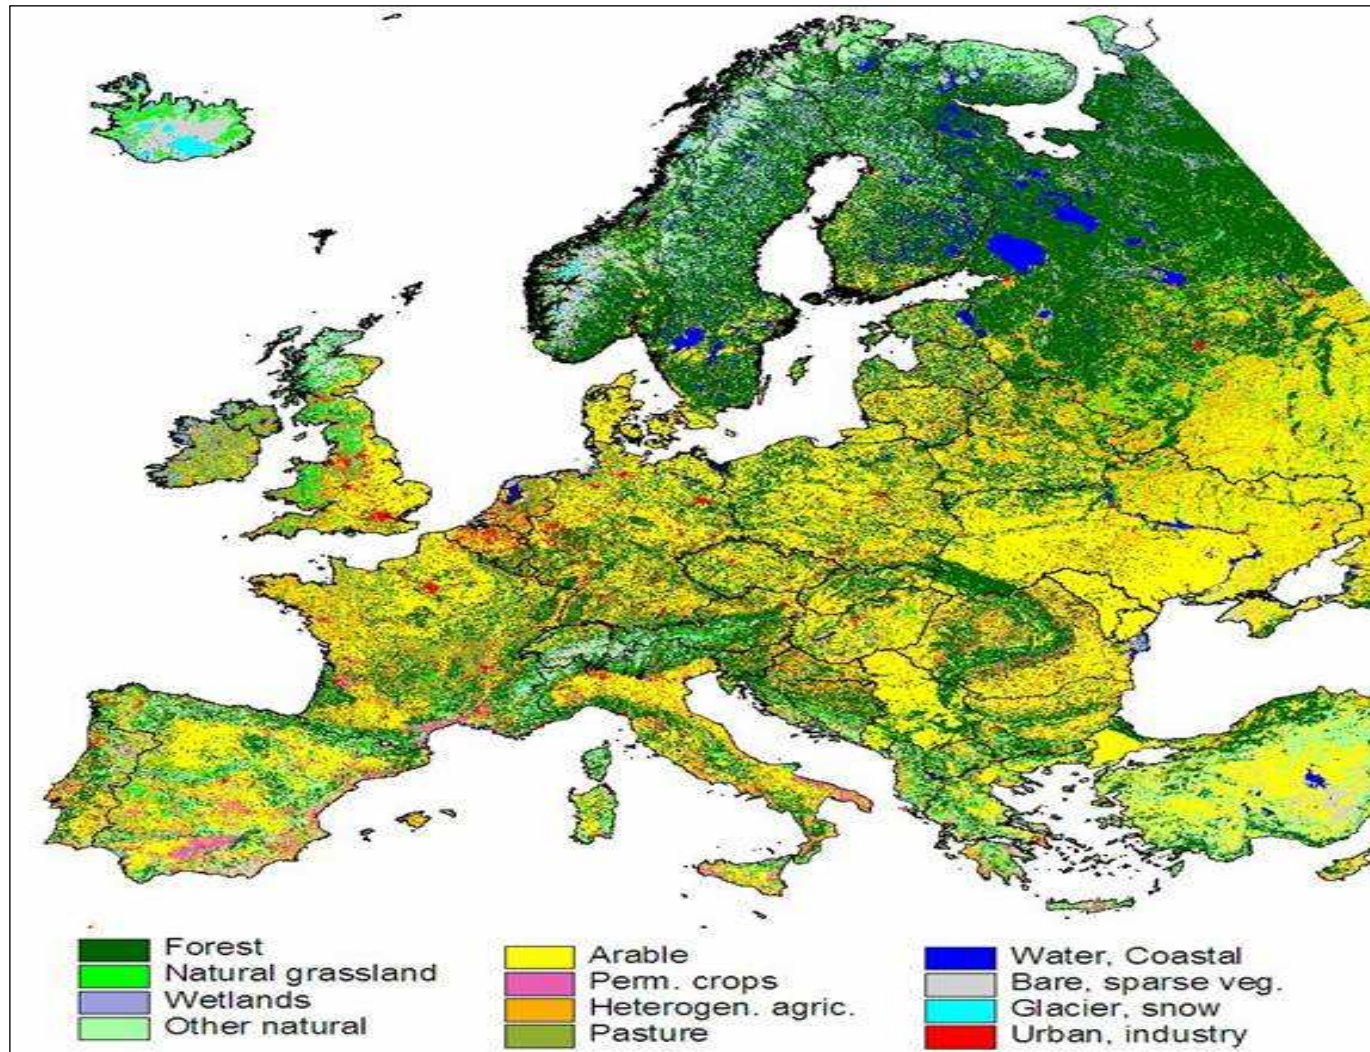 Forest
Natural grassland
Wetlands
Other natural
Arable
Perm. crops
Heterogen. agric.
Pasture
Water, Coastal
Bare, sparse veg.
Glacier, snow
Urban, industry